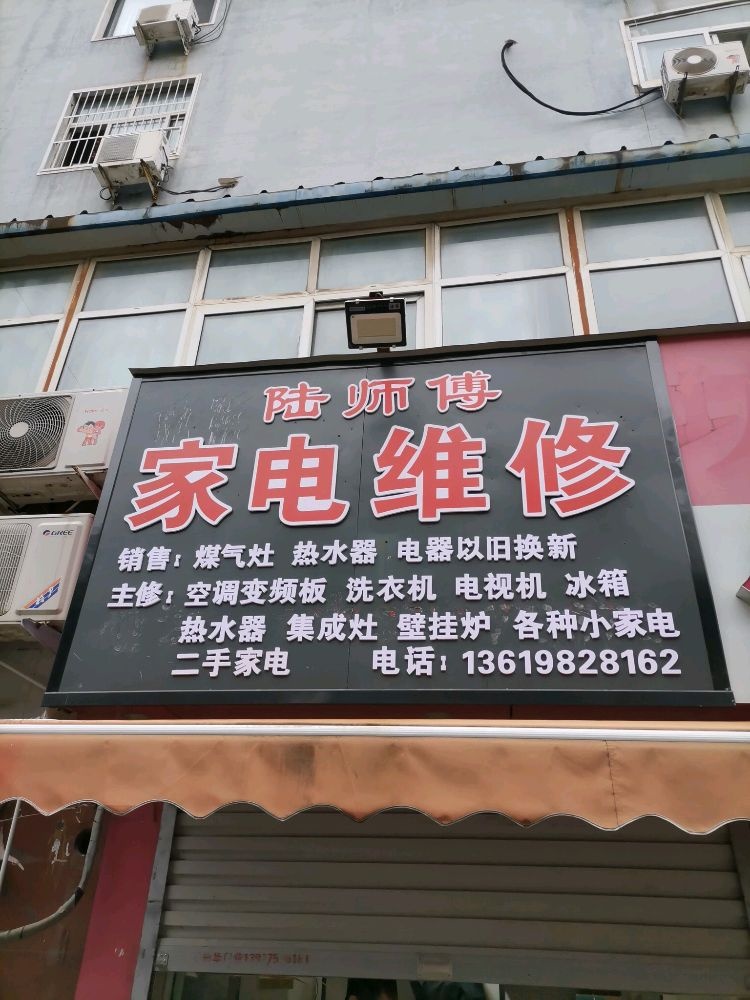 陆师傅
家电维修
销售：煤气灶 热水器 电器以旧换新
主修：空调变频板 洗衣机 电视机 冰箱
热水器 集成灶 壁挂炉 各种小家电
二手家电 电话：13619828162
GREE